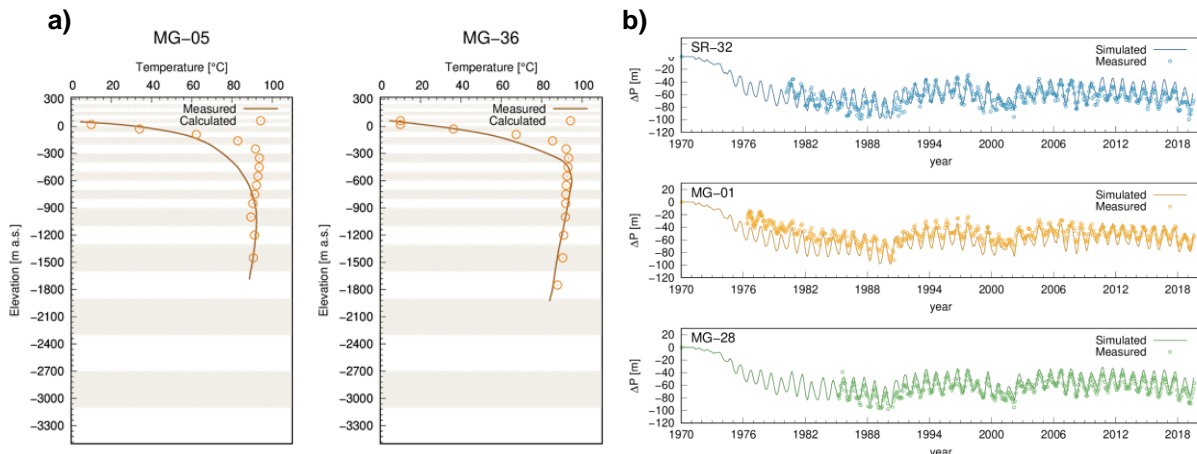 a)
MG-05
Temperature [°C]
0 20 40 60 80 100
Measured
Calculated
Elevation [m a.s.]
300
0
-300
-600
-900
-1200
-1500
-1800
-2100
-2400
-2700
-3000
-3300
MG-36
Temperature [°C]
0 20 40 60 80 100
Measured
Calculated
Elevation [m a.s.]
300
0
-300
-600
-900
-1200
-1500
-1800
-2100
-2400
-2700
-3000
-3300
b)
SR-32
Simulated
Measured
ΔP [m]
-20
-40
-60
-80
-100
-120
1970 1976 1982 1988 1994 2000 2006 2012 2018
year
MG-01
Simulated
Measured
ΔP [m]
20
0
-20
-40
-60
-80
-100
-120
1970 1976 1982 1988 1994 2000 2006 2012 2018
year
MG-28
Simulated
Measured
ΔP [m]
20
0
-20
-40
-60
-80
-100
-120
1970 1976 1982 1988 1994 2000 2006 2012 2018
year